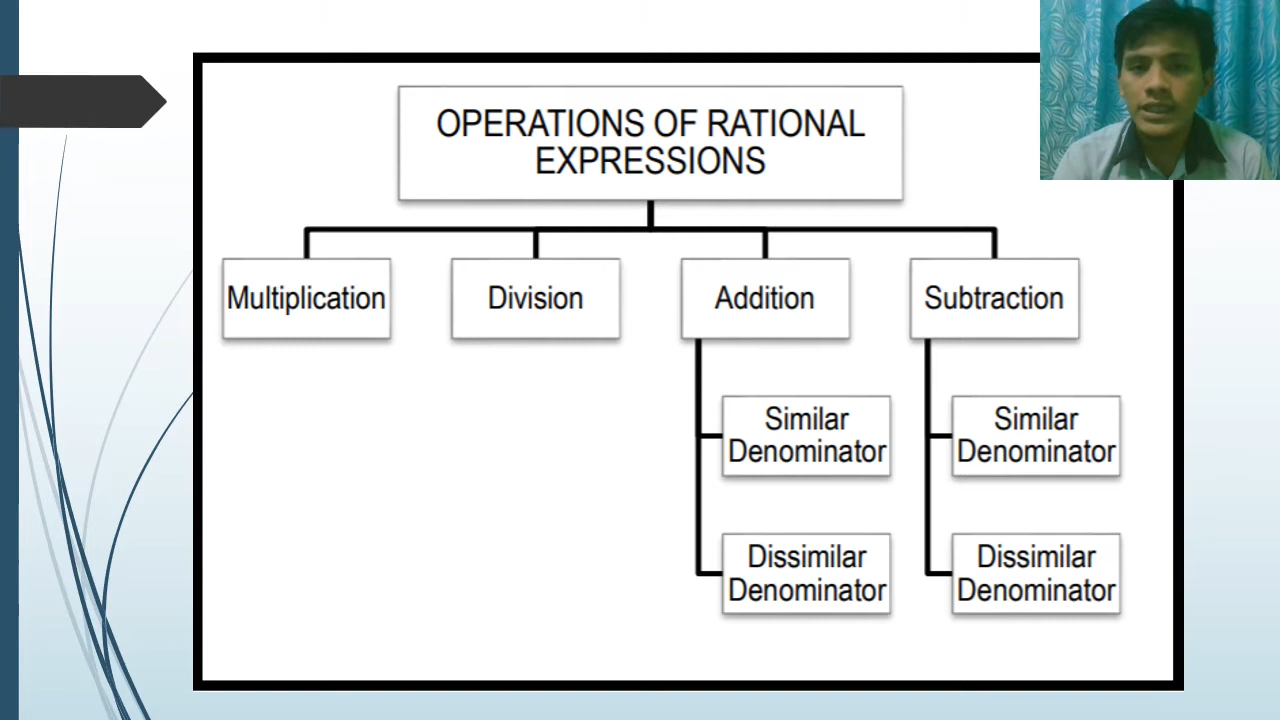 OPERATIONS OF RATIONAL
EXPRESSIONS
Multiplication
Division
Addition
Subtraction
Similar
Denominator
Similar
Denominator
Dissimilar
Denominator
Dissimilar
Denominator